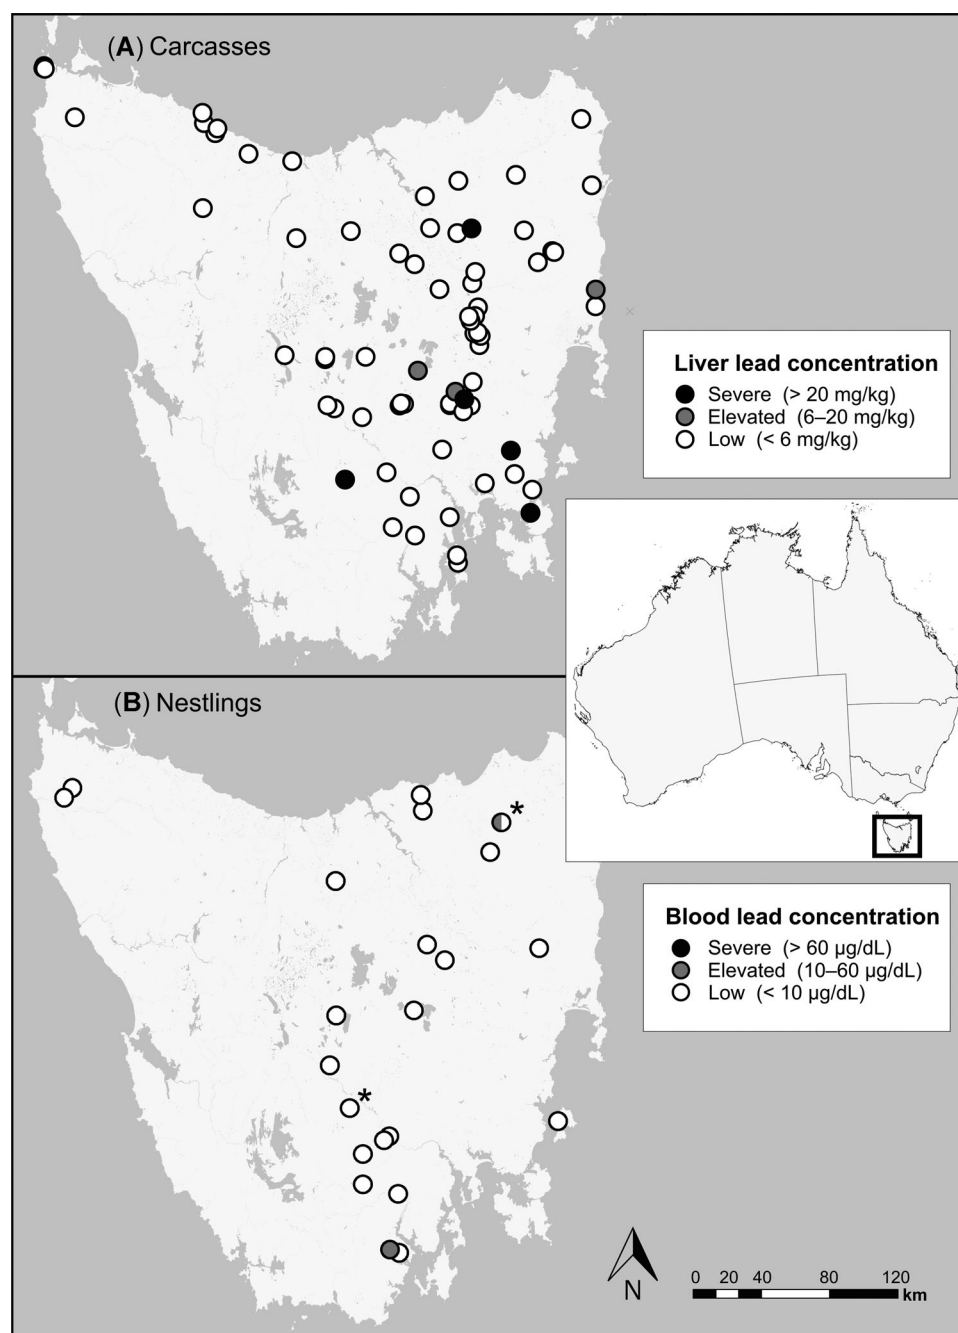 (A) Carcasses
Liver lead concentration
Severe (> 20 mg/kg)
Elevated (6–20 mg/kg)
Low (< 6 mg/kg)
(B) Nestlings
*
Blood lead concentration
Severe (> 60 µg/dL)
Elevated (10–60 µg/dL)
Low (< 10 µg/dL)
*
N
0 20 40 80 120
km